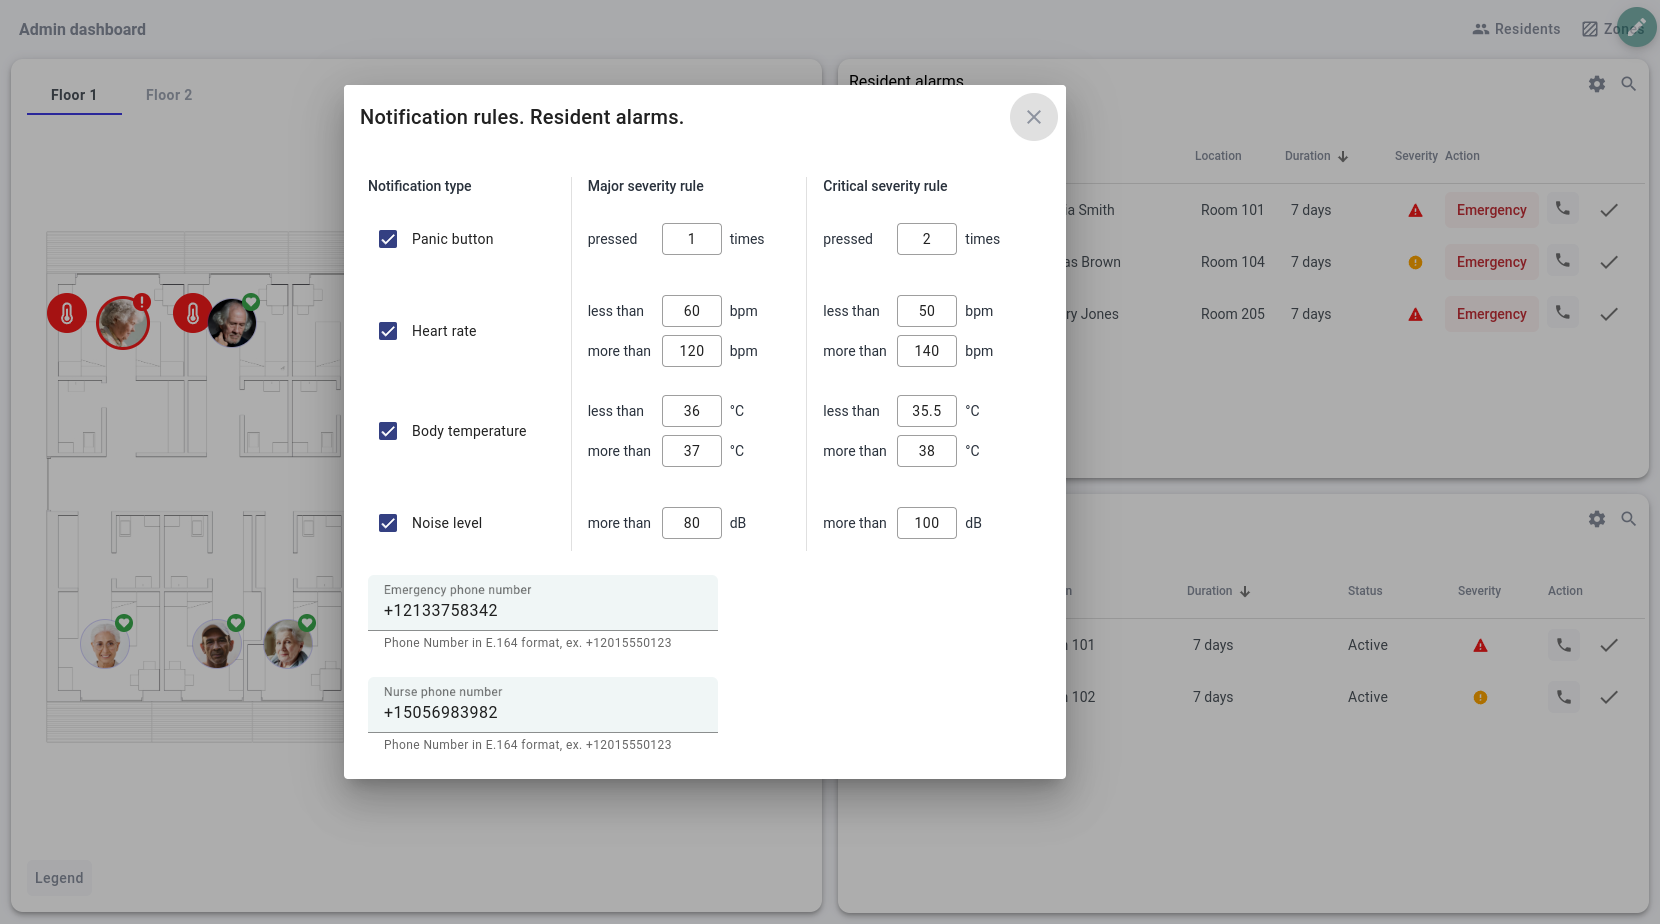 Admin dashboard
Residents
Zones
Floor 1
Floor 2
Resident alarms
Notification rules. Resident alarms.
Notification type
Major severity rule
Critical severity rule
Panic button
pressed 1 times
pressed 2 times
Heart rate
less than 60 bpm
less than 50 bpm
more than 120 bpm
more than 140 bpm
Body temperature
less than 36 °C
less than 35.5 °C
more than 37 °C
more than 38 °C
Noise level
more than 80 dB
more than 100 dB
Emergency phone number
+12133758342
Phone Number in E.164 format, ex. +12015550123
Nurse phone number
+15056983982
Phone Number in E.164 format, ex. +12015550123
Location Duration Severity Action
Smith Room 101 7 days Emergency
Brown Room 104 7 days Emergency
Jones Room 205 7 days Emergency
Duration Status Severity Action
101 7 days Active
102 7 days Active
Legend